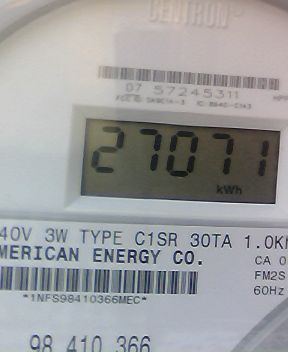 CENTRON
07 57245311
27071
kWh
40V 3W TYPE C1SR 30TA 1.0K
MERICAN ENERGY CO.
CA 0
FM2S
60Hz
*1NFS98410366MEC*
98 410 366